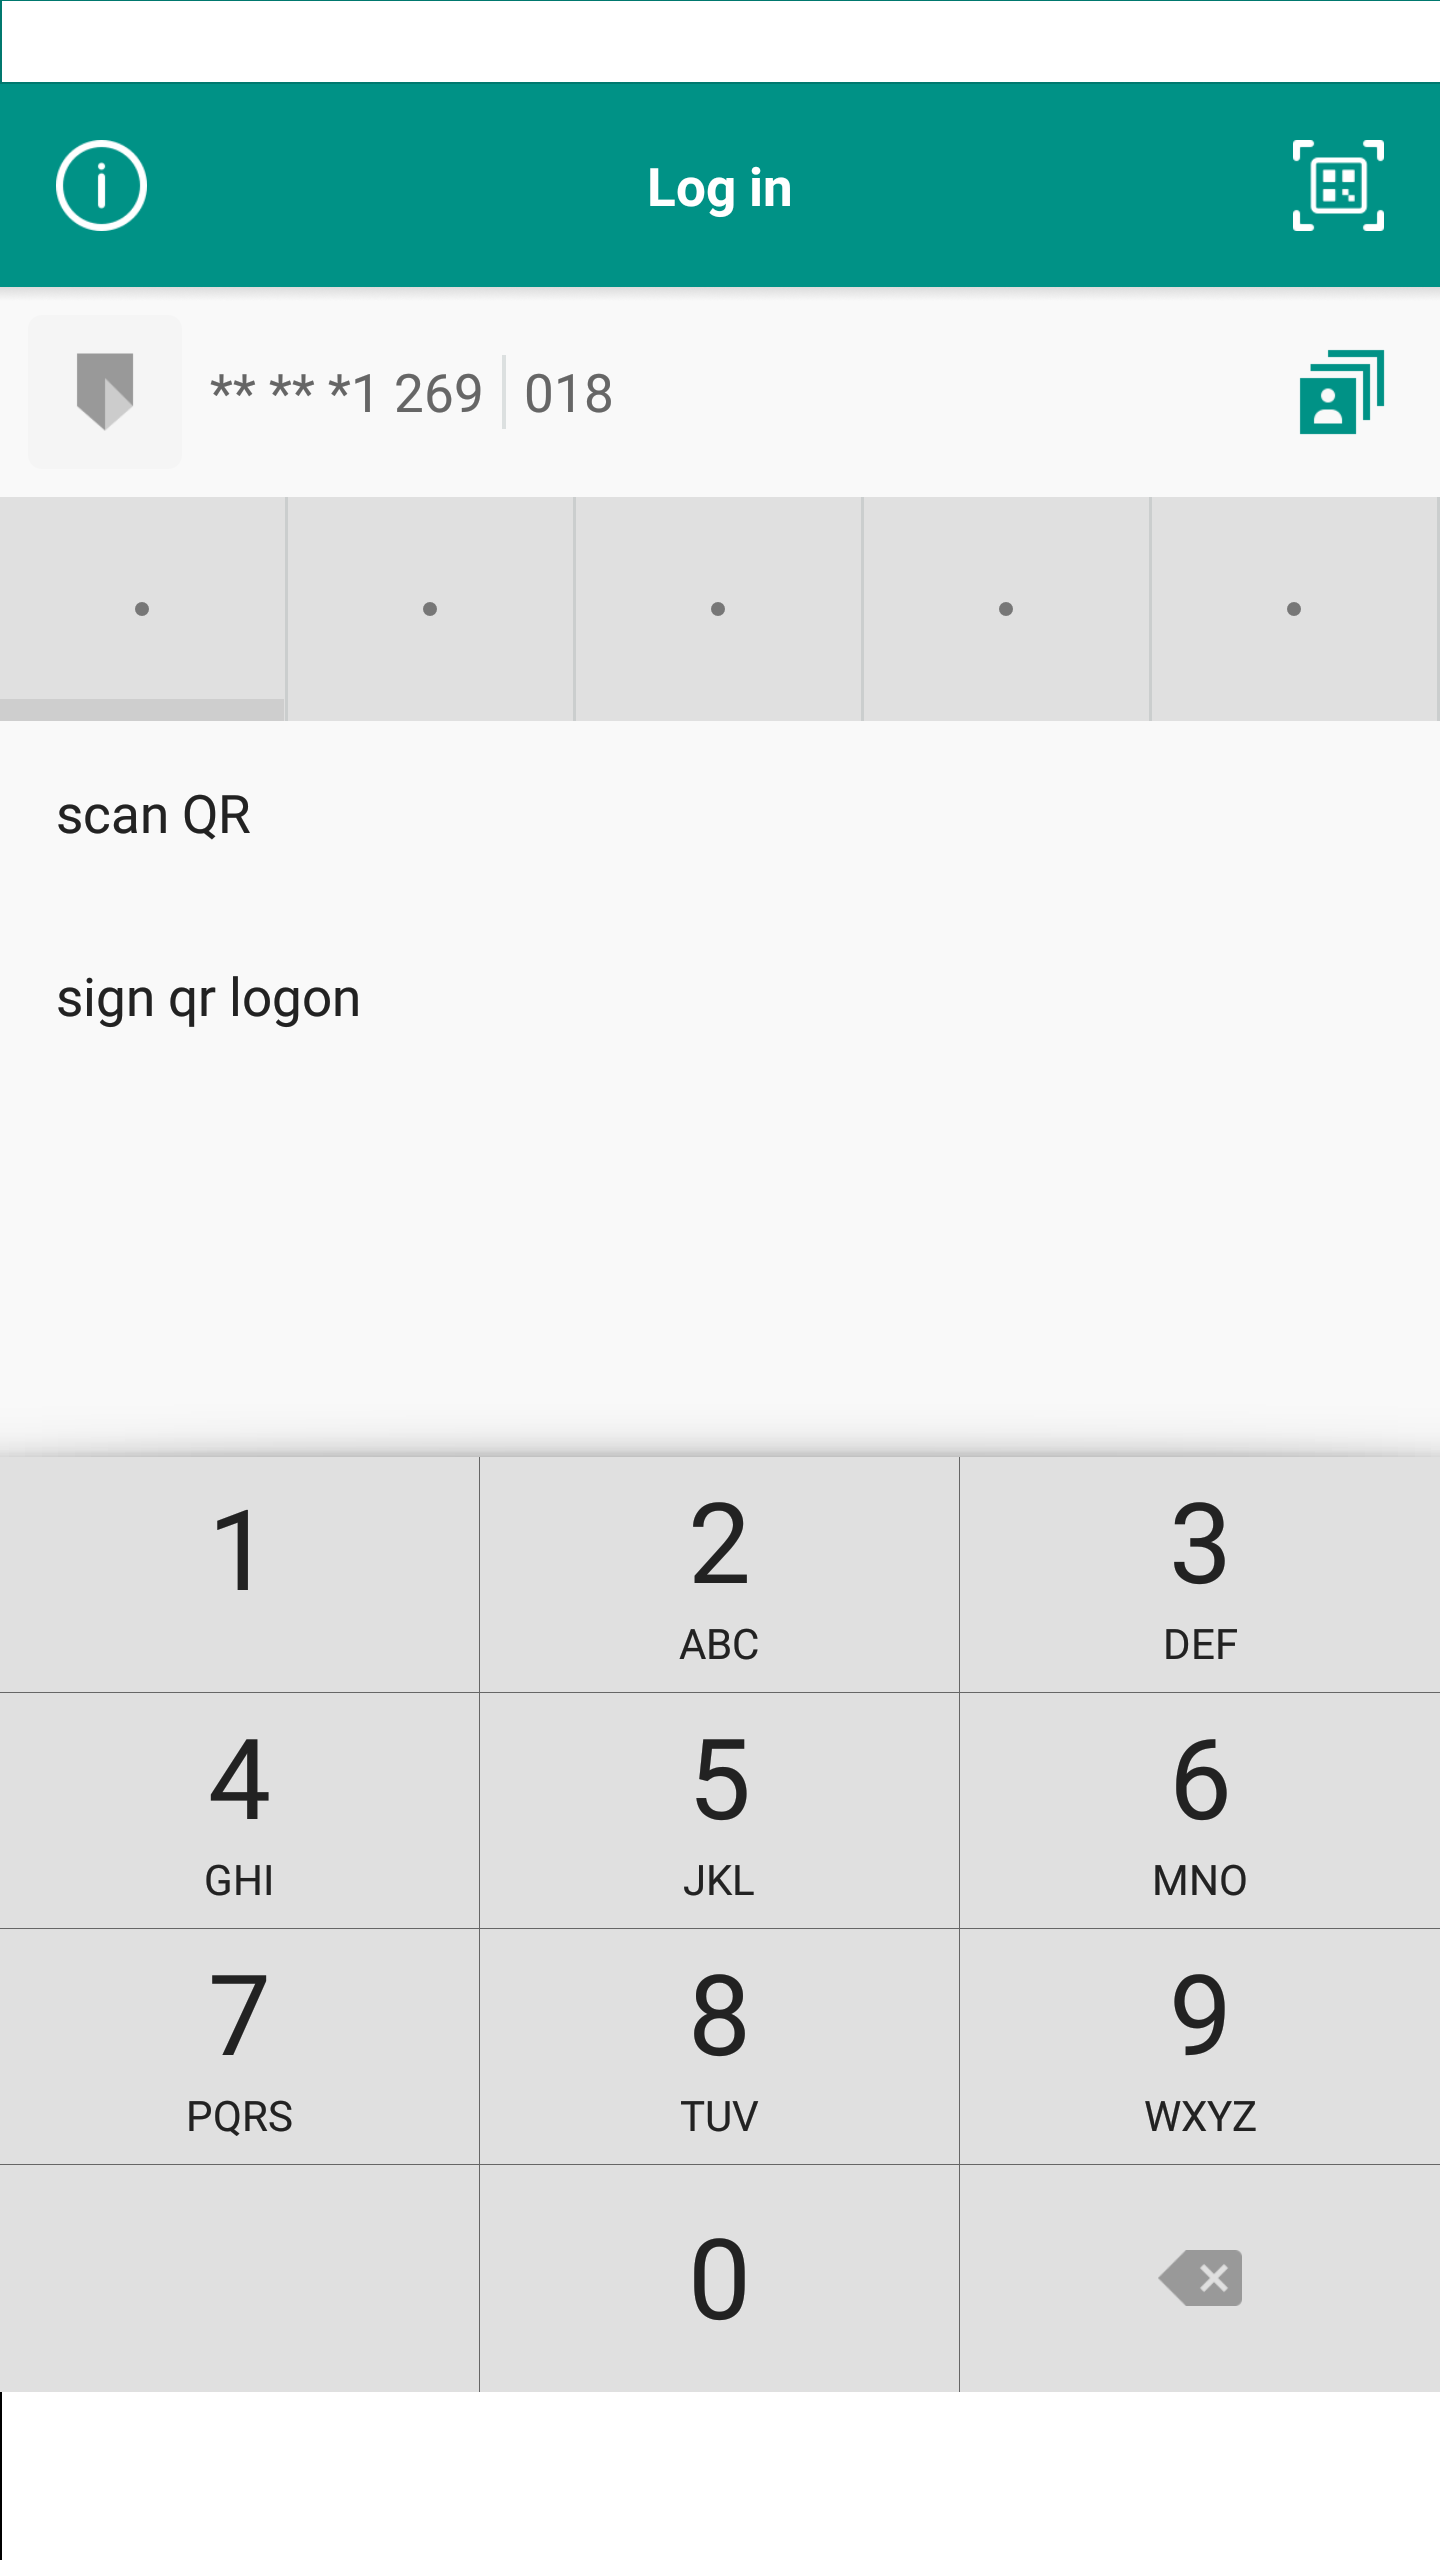 Log in
** ** *1 269 018
scan QR
sign qr logon
1 2 3
ABC DEF
4 5 6
GHI JKL MNO
7 8 9
PQRS TUV WXYZ
0